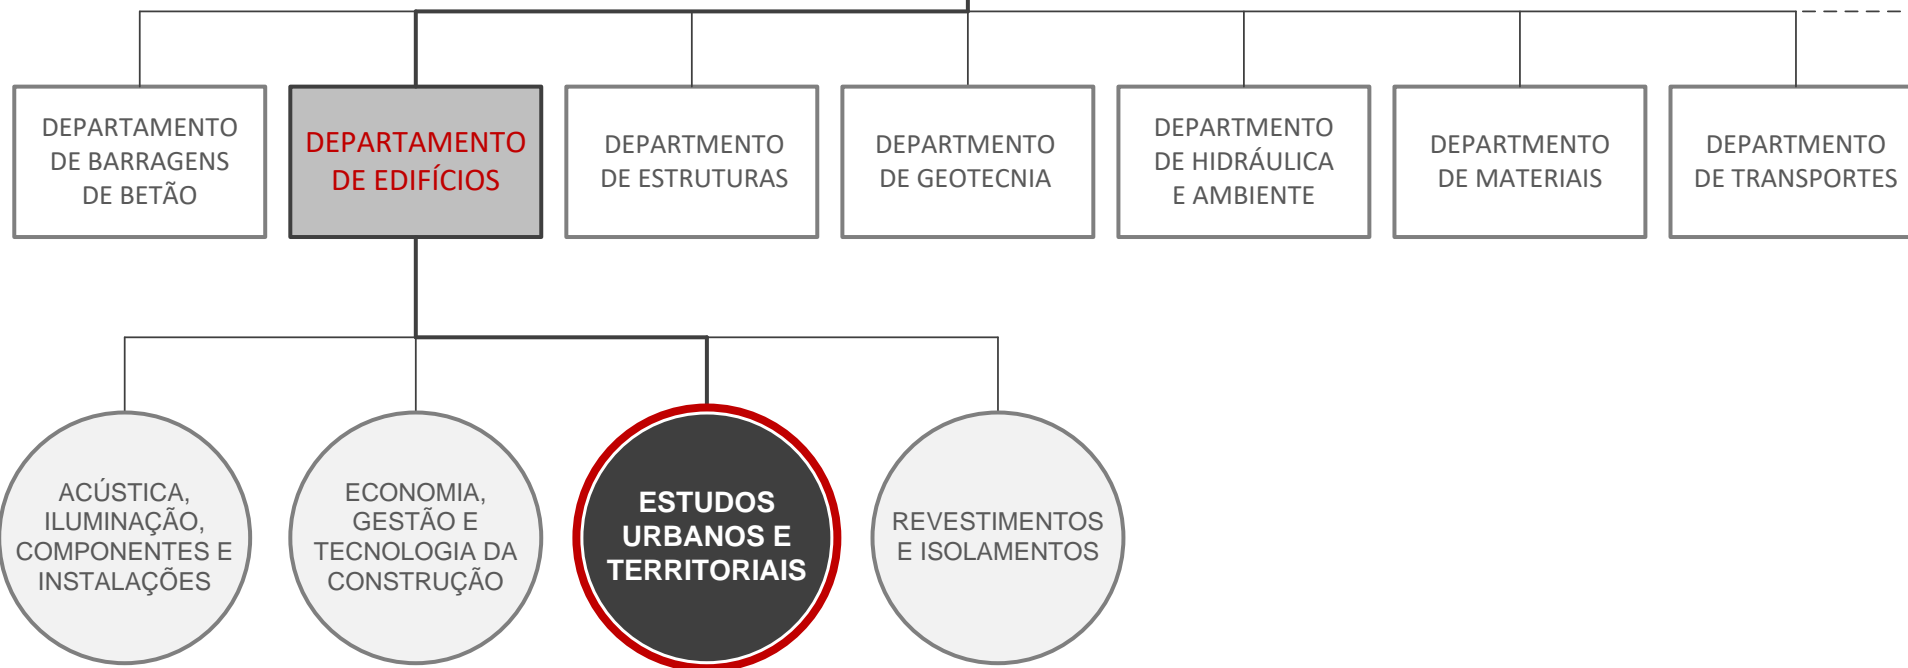 DEPARTAMENTO
DE BARRAGENS
DE BETÃO
DEPARTAMENTO
DE EDIFÍCIOS
DEPARTMENTO
DE ESTRUTURAS
DEPARTMENTO
DE GEOTECNIA
DEPARTMENTO
DE HIDRÁULICA
E AMBIENTE
DEPARTMENTO
DE MATERIAIS
DEPARTMENTO
DE TRANSPORTES
ACÚSTICA,
ILUMINAÇÃO,
COMPONENTES E
INSTALAÇÕES
ECONOMIA,
GESTÃO E
TECNOLOGIA DA
CONSTRUÇÃO
ESTUDOS
URBANOS E
TERRITORIAIS
REVESTIMENTOS
E ISOLAMENTOS